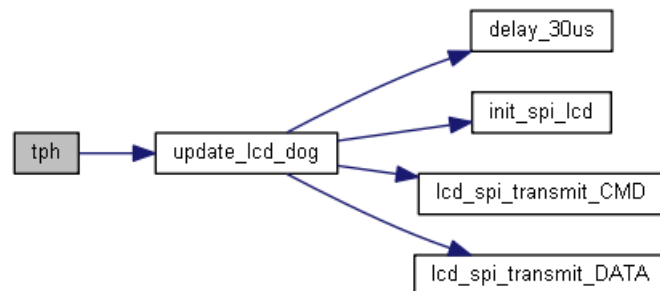 delay_30us
init_spi_lcd
tph
update_lcd_dog
lcd_spi_transmit_CMD
lcd_spi_transmit_DATA